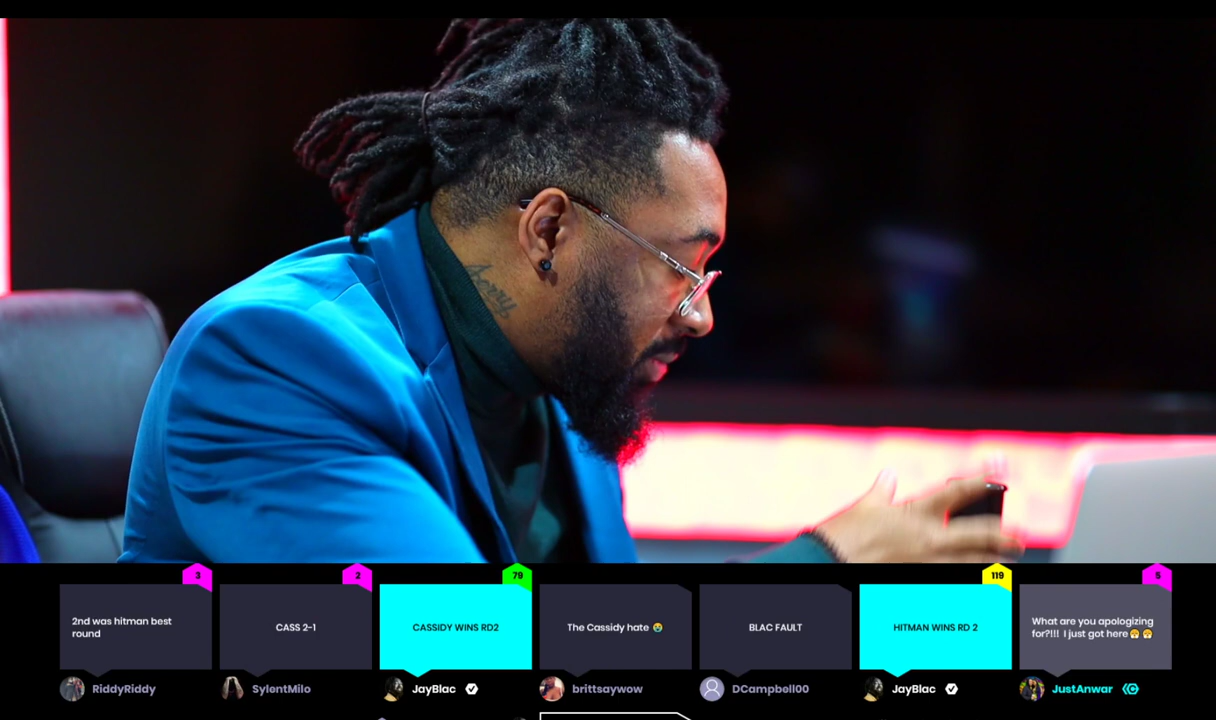 3
2
79
119
5
2nd was hitman best
round
CASS 2-1
CASSIDY WINS RD2
The Cassidy hate 😭
BLAC FAULT
HITMAN WINS RD 2
What are you apologizing
for?!!! I just got here😤 😤
RiddyRiddy
SylentMilo
JayBlac
brittsaywow
DCampbell00
JayBlac
JustAnwar